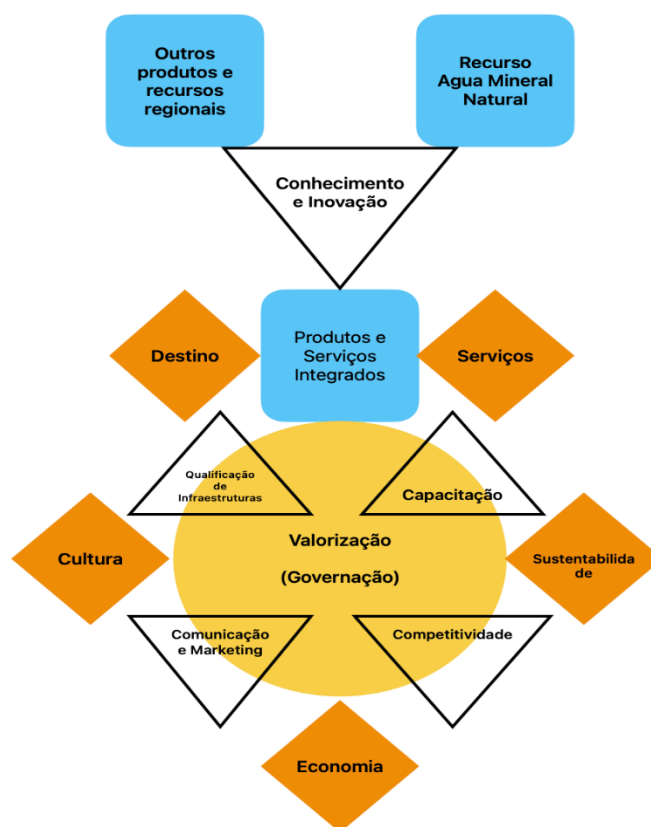 Outros
produtos e
recursos
regionais
Recurso
Agua Mineral
Natural
Conhecimento
e Inovação
Destino
Produtos e
Serviços
Integrados
Serviços
Qualificação
de
Infraestruturas
Capacitação
Cultura
Valorização
(Governação)
Sustentabilida
de
Comunicação
e Marketing
Competitividade
Economia